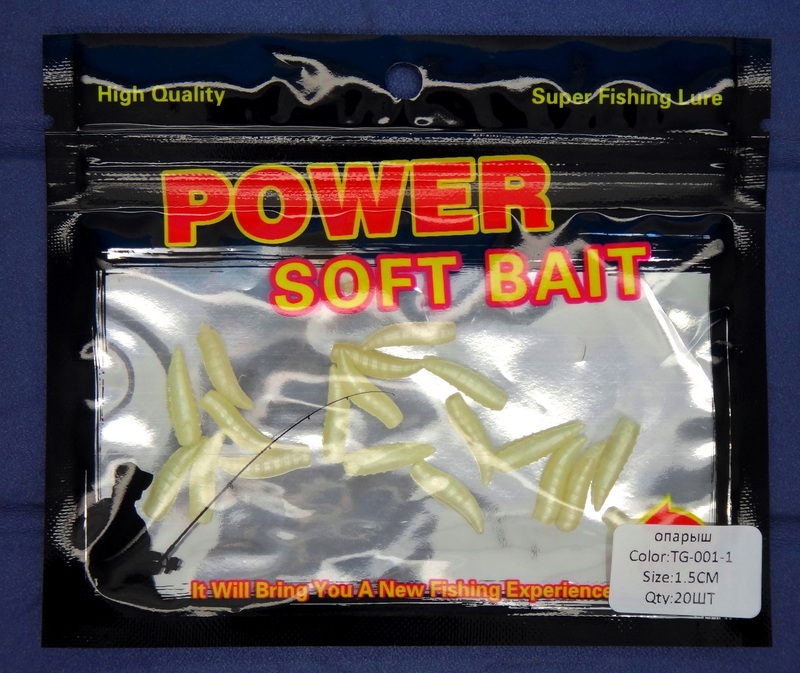 High Quality
Super Fishing Lure
POWER
SOFT BAIT
It Will Bring You A New Fishing Experience
опарыш
Color:TG-001-1
Size:1.5CM
Qty:20ШТ